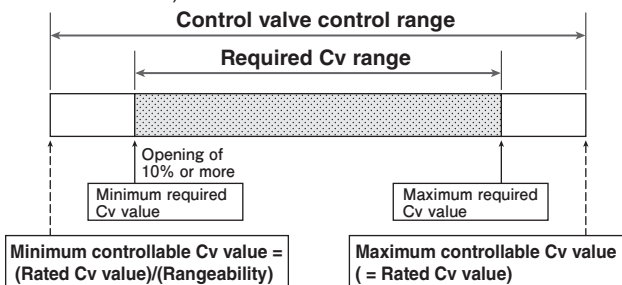 Control valve control range
Required Cv range
Opening of
10% or more
Minimum required
Cv value
Maximum required
Cv value
Minimum controllable Cv value =
(Rated Cv value)/(Rangeability)
Maximum controllable Cv value
( = Rated Cv value)